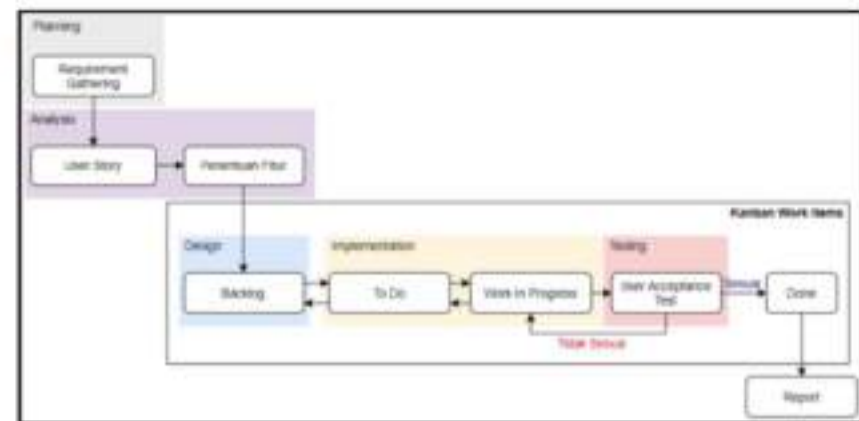 Planning
Requirement
Gathering
Analysis
User Story
Penentuan Fitur
Kanban Work Items
Design
Implementation
Testing
Backlog
To Do
Work In Progress
User Acceptance
Test
Sesuai
Done
Tidak Sesuai
Report